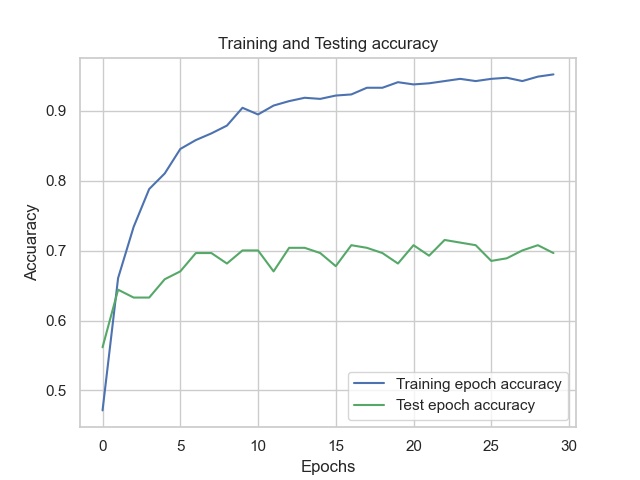 Training and Testing accuracy
Accuaracy
0.9
0.8
0.7
0.6
0.5
Training epoch accuracy
Test epoch accuracy
0 5 10 15 20 25 30
Epochs